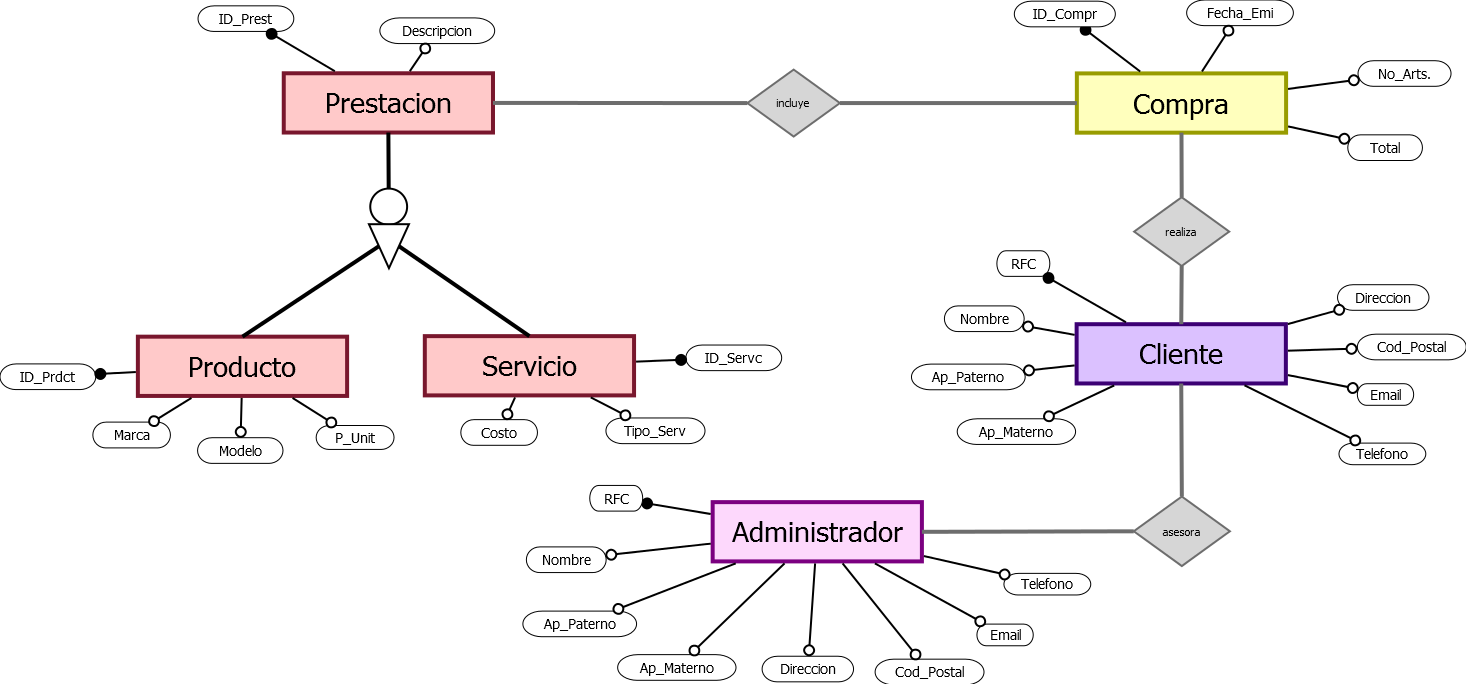 ID_Prest
Descripcion
ID_Compr
Fecha_Emi
No_Arts.
Total
Prestacion
incluye
Compra
realiza
RFC
Nombre
Ap_Paterno
Ap_Materno
Cliente
Direccion
Cod_Postal
Email
Telefono
Producto
Servicio
ID_Prdct
Marca
Modelo
P_Unit
ID_Servc
Costo
Tipo_Serv
RFC
Nombre
Administrador
asesora
Ap_Paterno
Ap_Materno
Direccion
Cod_Postal
Email
Telefono